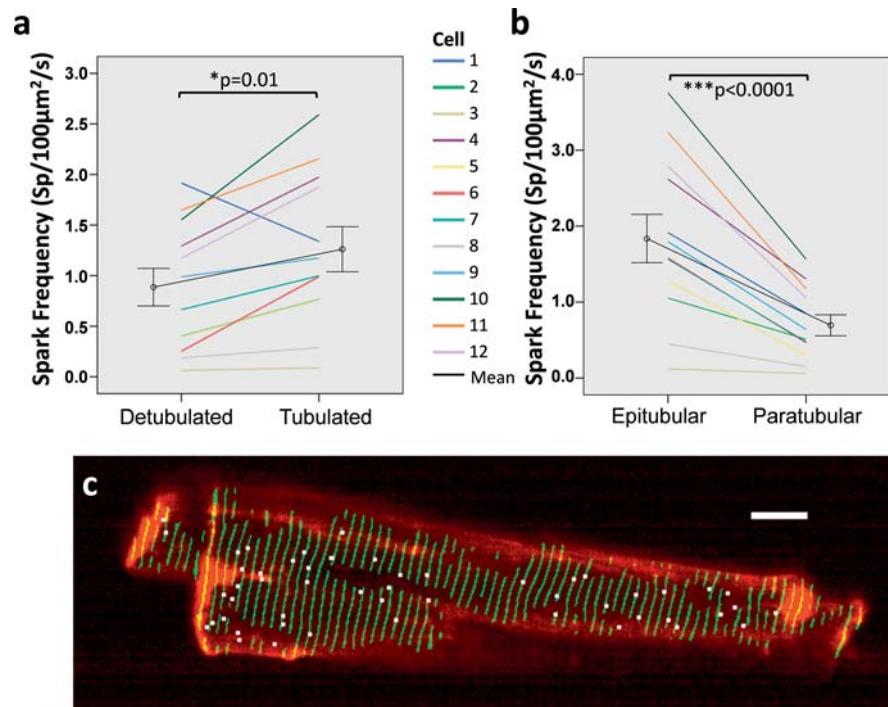 a
Spark Frequency (Sp/100µm²/s)
3.0
2.5
2.0
1.5
1.0
0.5
0.0
*p=0.01
Detubulated Tubulated
Cell
1
2
3
4
5
6
7
8
9
10
11
12
Mean
b
Spark Frequency (Sp/100µm²/s)
4.0
3.0
2.0
1.0
0.0
***p<0.0001
Epitubular Paratubular
c